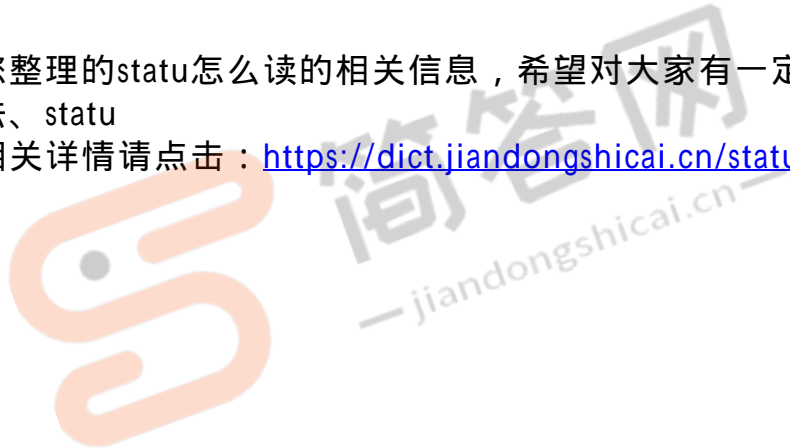 整理的statu怎么读的相关信息，希望对大家有一定
、statu
相关详情请点击：https://dict.jiandongshicai.cn/statu
简答网
— jiandongshicai.cn —